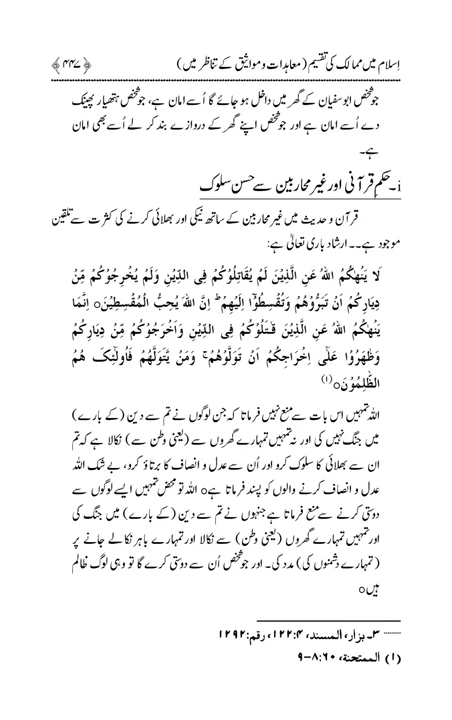 اِسلام میں ممالک کی تقسیم (معاہدات و مواثیق کے تناظر میں) ﴿۴۴۷﴾
جو شخص ابو سفیان کے گھر میں داخل ہو جائے گا اُسے امان ہے، جو شخص ہتھیار پھینک
دے اُسے امان ہے اور جو شخص اپنے گھر کے دروازے بند کر لے اُسے بھی امان
ہے۔
i۔ حکمِ قرآنی اور غیر محاربین سے حسن سلوک
قرآن و حدیث میں غیر محاربین کے ساتھ نیکی اور بھلائی کرنے کی کثرت سے تلقین
موجود ہے۔۔ ارشاد باری تعالیٰ ہے:
لَا يَنْهٰكُمُ اللهُ عَنِ الَّذِيْنَ لَمْ يُقَاتِلُوْكُمْ فِى الدِّيْنِ وَلَمْ يُخْرِجُوْكُمْ مِّنْ
دِيَارِكُمْ اَنْ تَبَرُّوْهُمْ وَتُقْسِطُوْٓا اِلَيْهِمْ ؕ اِنَّ اللهَ يُحِبُّ الْمُقْسِطِيْنَ○ اِنَّمَا
يَنْهٰكُمُ اللهُ عَنِ الَّذِيْنَ قٰتَلُوْكُمْ فِى الدِّيْنِ وَاَخْرَجُوْكُمْ مِّنْ دِيَارِكُمْ
وَظٰهَرُوْا عَلٰٓى اِخْرَاجِكُمْ اَنْ تَوَلَّوْهُمْ ۚ وَمَنْ يَّتَوَلَّهُمْ فَاُولٰٓئِكَ هُمُ
الظّٰلِمُوْنَ○(۱)
اللہ تمہیں اس بات سے منع نہیں فرماتا کہ جن لوگوں نے تم سے دین (کے بارے)
میں جنگ نہیں کی اور نہ تمہیں تمہارے گھروں سے (یعنی وطن سے) نکالا ہے کہ تم
ان سے بھلائی کا سلوک کرو اور اُن سے عدل و انصاف کا برتاؤ کرو، بے شک اللہ
عدل و انصاف کرنے والوں کو پسند فرماتا ہے○ اللہ تو محض تمہیں ایسے لوگوں سے
دوستی کرنے سے منع فرماتا ہے جنہوں نے تم سے دین (کے بارے) میں جنگ کی
اور تمہیں تمہارے گھروں (یعنی وطن) سے نکالا اور تمہارے باہر نکالے جانے پر
(تمہارے دشمنوں کی) مدد کی۔ اور جو شخص اُن سے دوستی کرے گا تو وہی لوگ ظالم
ہیں○
........ ۳۔ بزار، المسند، ۴: ۱۲۲، رقم: ۱۲۹۲
(۱) الممتحنة، ۶۰: ۸-۹